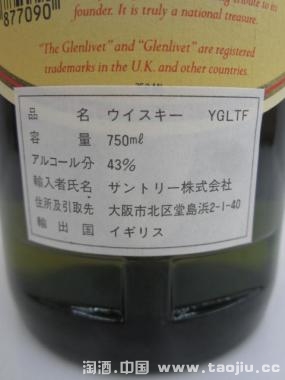 877090
founder. It is truly a national treasure.
"The Glenlivet" and "Glenlivet" are registered
trademarks in the U.K. and other countries.
品 名 ウイスキー YGLTF
容 量 750mℓ
アルコール分 43%
輸入者氏名 サントリー株式会社
住所及引取先 大阪市北区堂島浜2-1-40
輸出国 イギリス
淘酒.中国 www.taojiu.cc